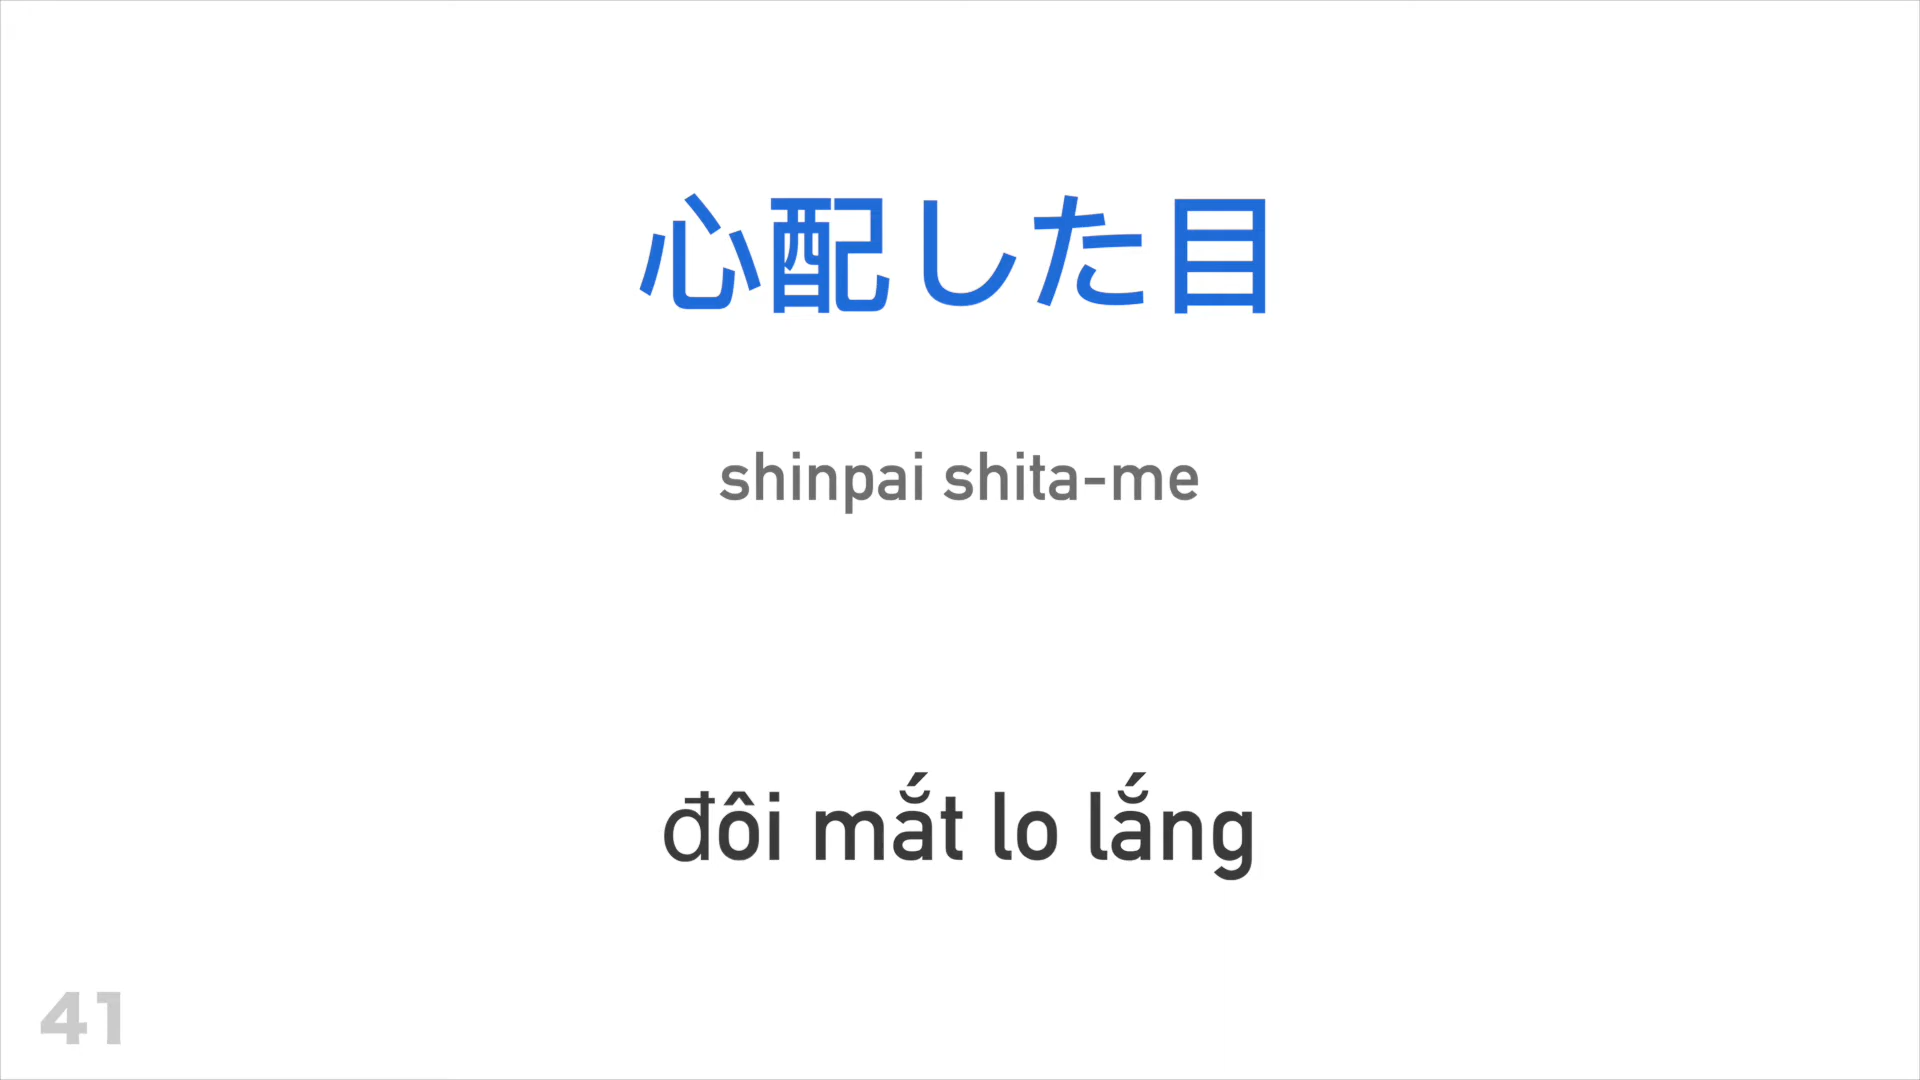 心配した目
shinpai shita-me
đôi mắt lo lắng
41